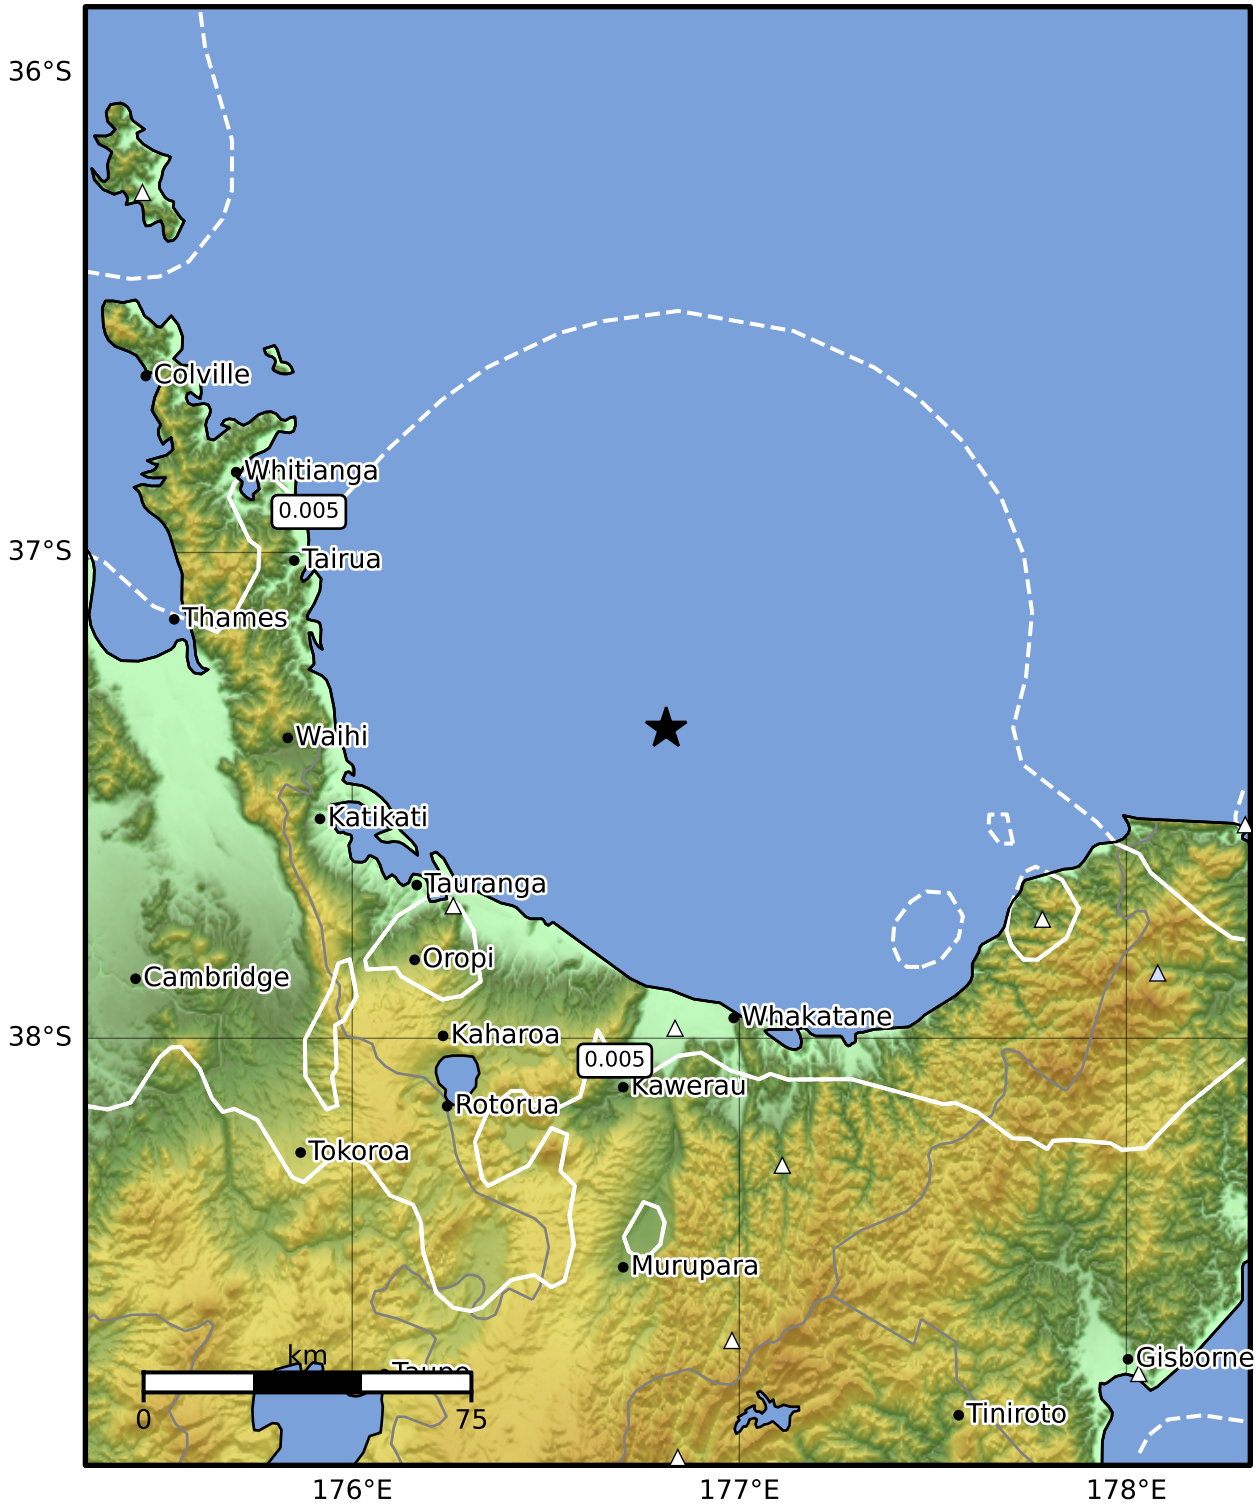 36°S
Colville
Whitianga
0.005
37°S
Tairua
Thames
Waihi
Katikati
Tauranga
Oropi
Cambridge
Whakatane
38°S
Kaharoa
0.005
Kawerau
Rotorua
Tokoroa
Murupara
km
Gisborne
Taupo
0
75
Tiniroto
176°E
177°E
178°E